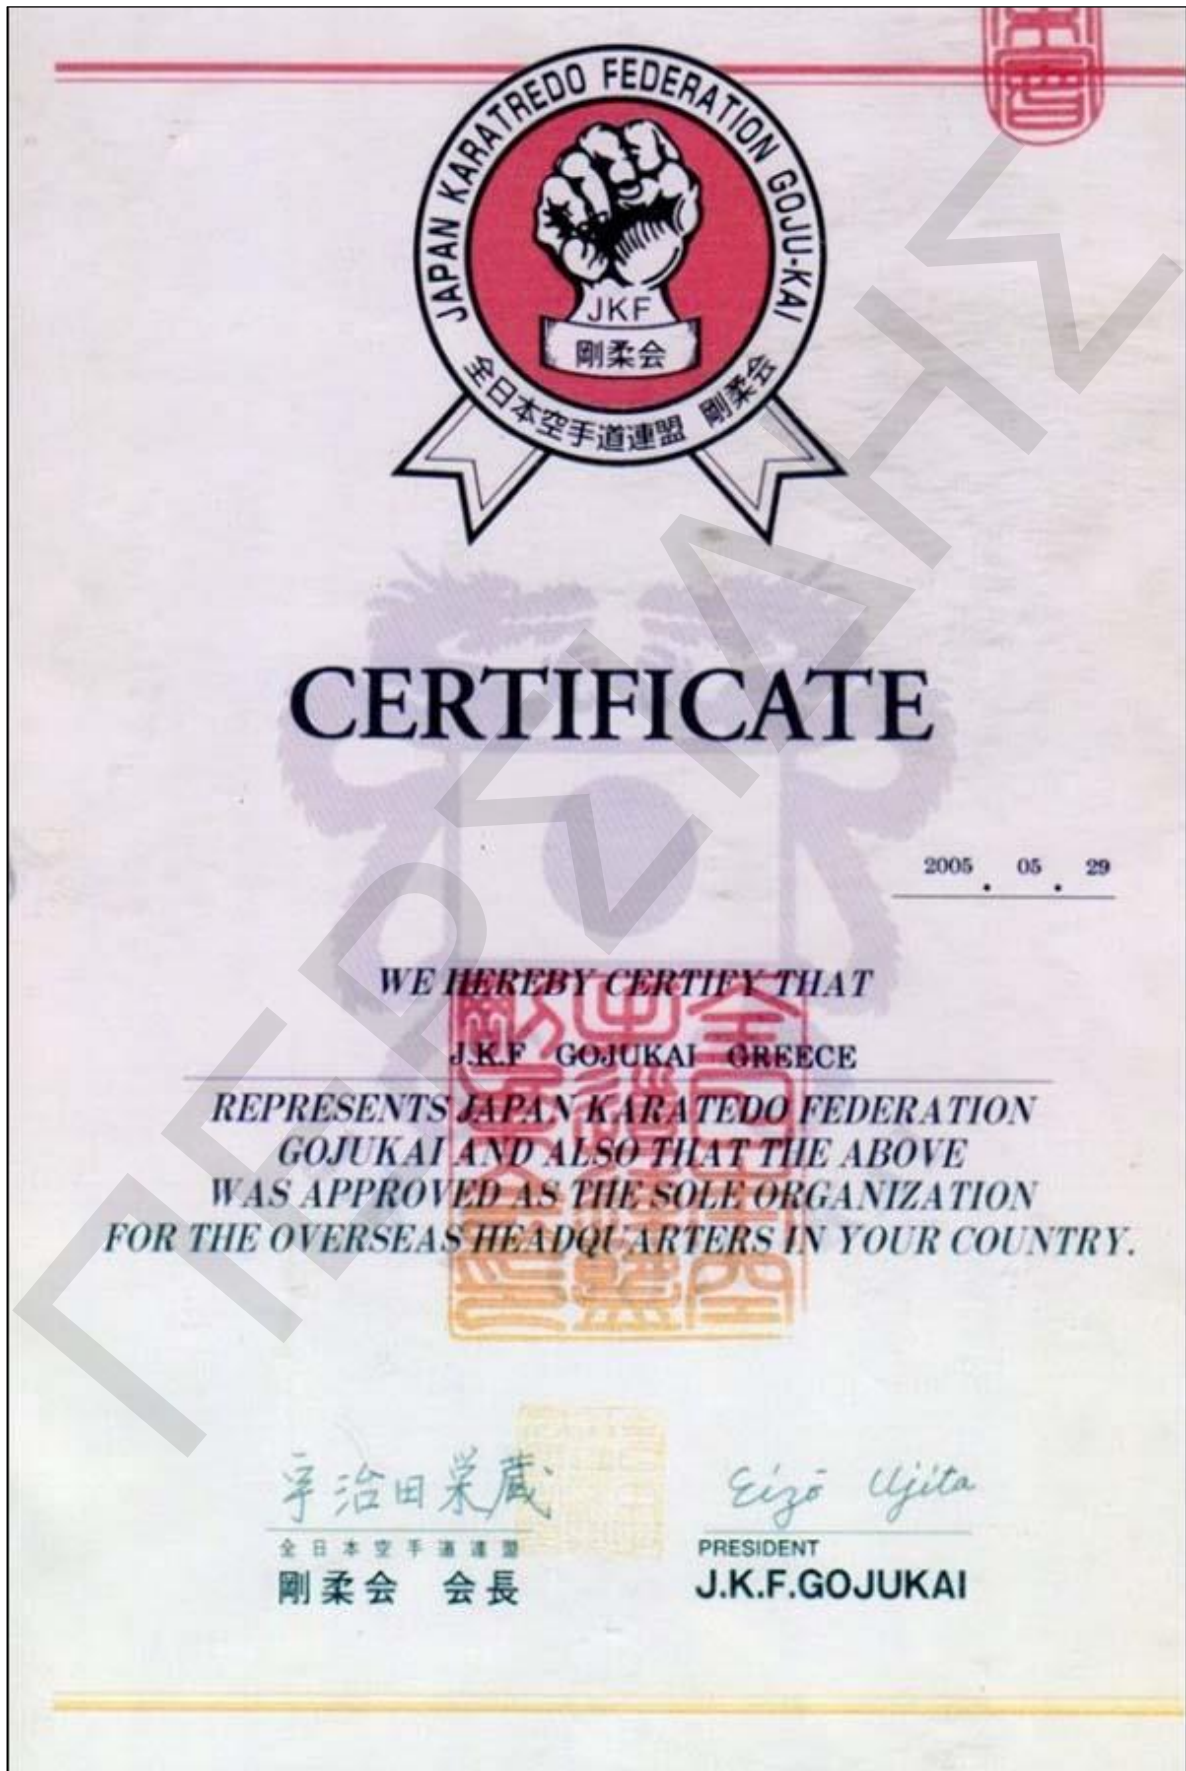 JAPAN KARATREDO FEDERATION GOJU-KAI
JKF
剛柔会
全日本空手道連盟 剛柔会
CERTIFICATE
2005 . 05 . 29
WE HEREBY CERTIFY THAT
J.K.F GOJUKAI GREECE
REPRESENTS JAPAN KARATEDO FEDERATION
GOJUKAI AND ALSO THAT THE ABOVE
WAS APPROVED AS THE SOLE ORGANIZATION
FOR THE OVERSEAS HEADQUARTERS IN YOUR COUNTRY.
宇治田栄蔵
全日本空手道連盟
剛柔会 会長
Eizō Ujita
PRESIDENT
J.K.F.GOJUKAI
ΠΕΡΣΙΔΗΣ